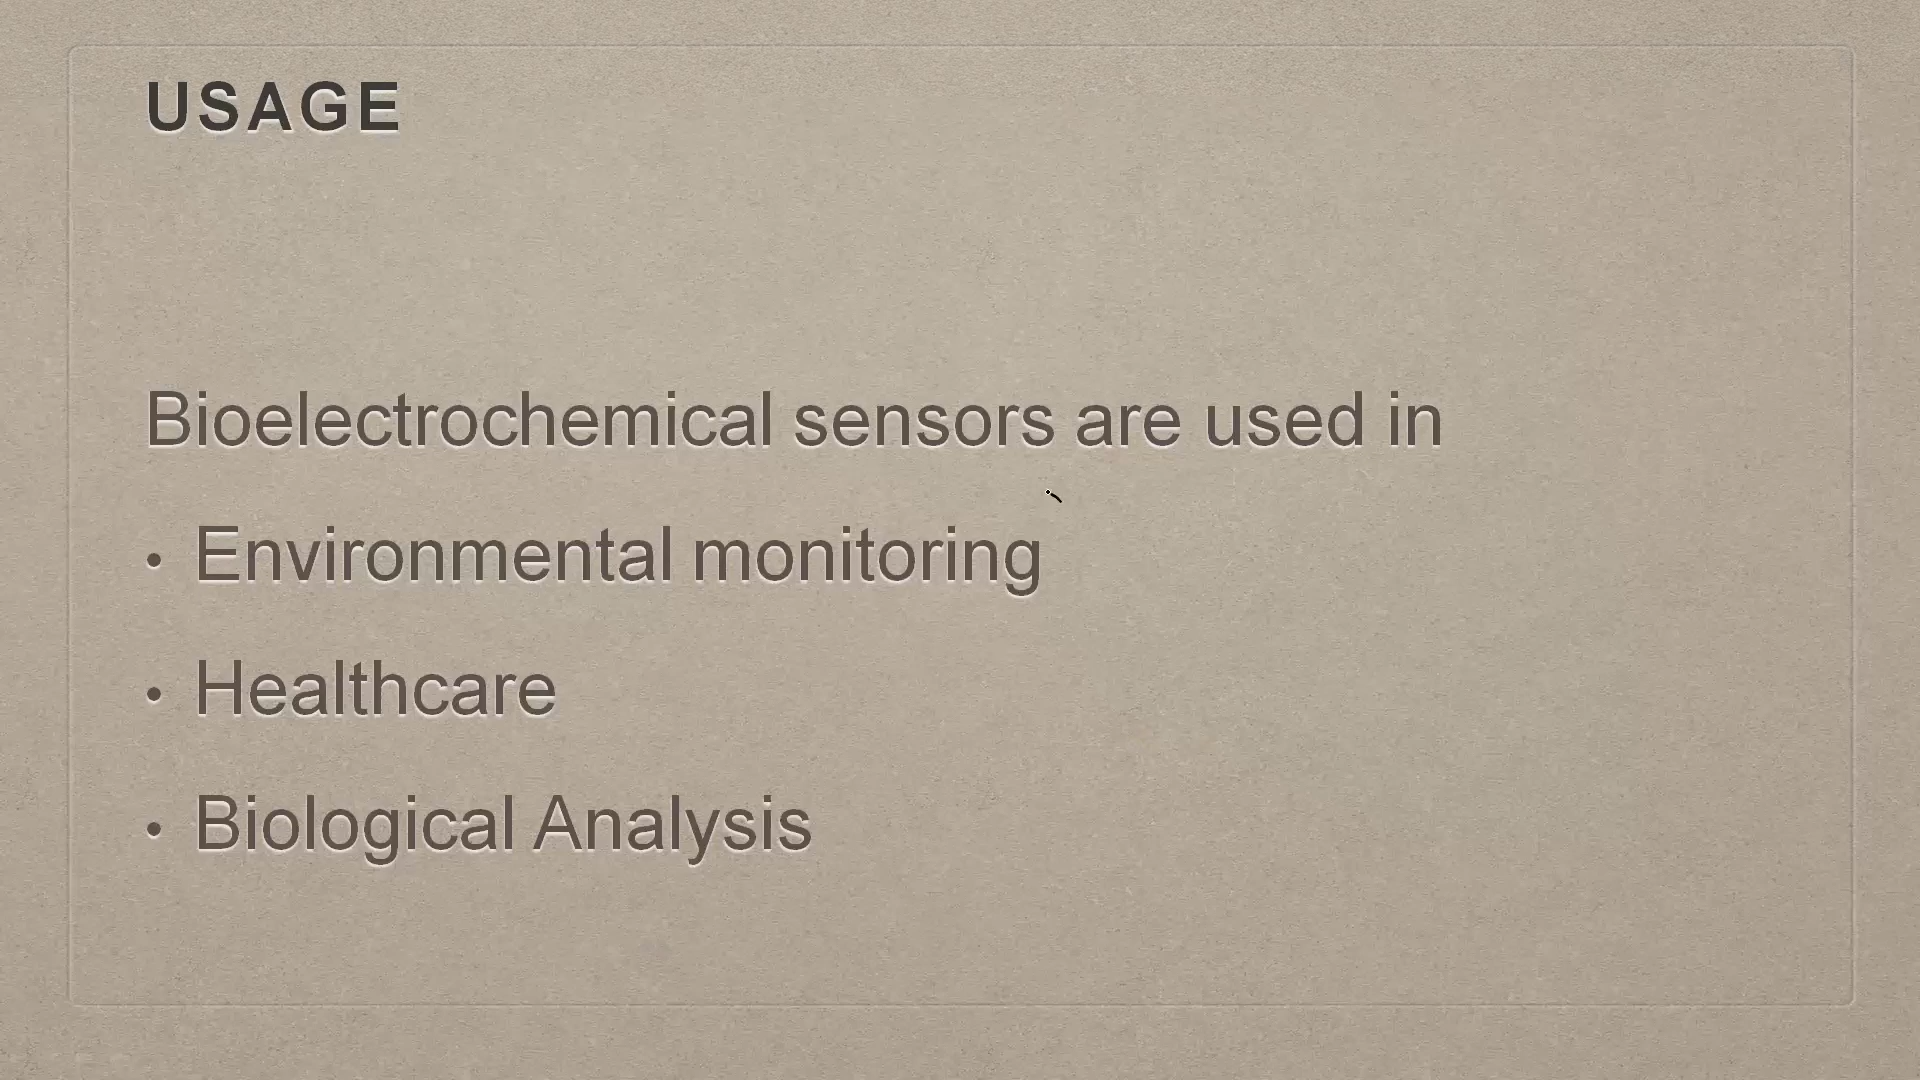 USAGE
Bioelectrochemical sensors are used in
• Environmental monitoring
• Healthcare
• Biological Analysis